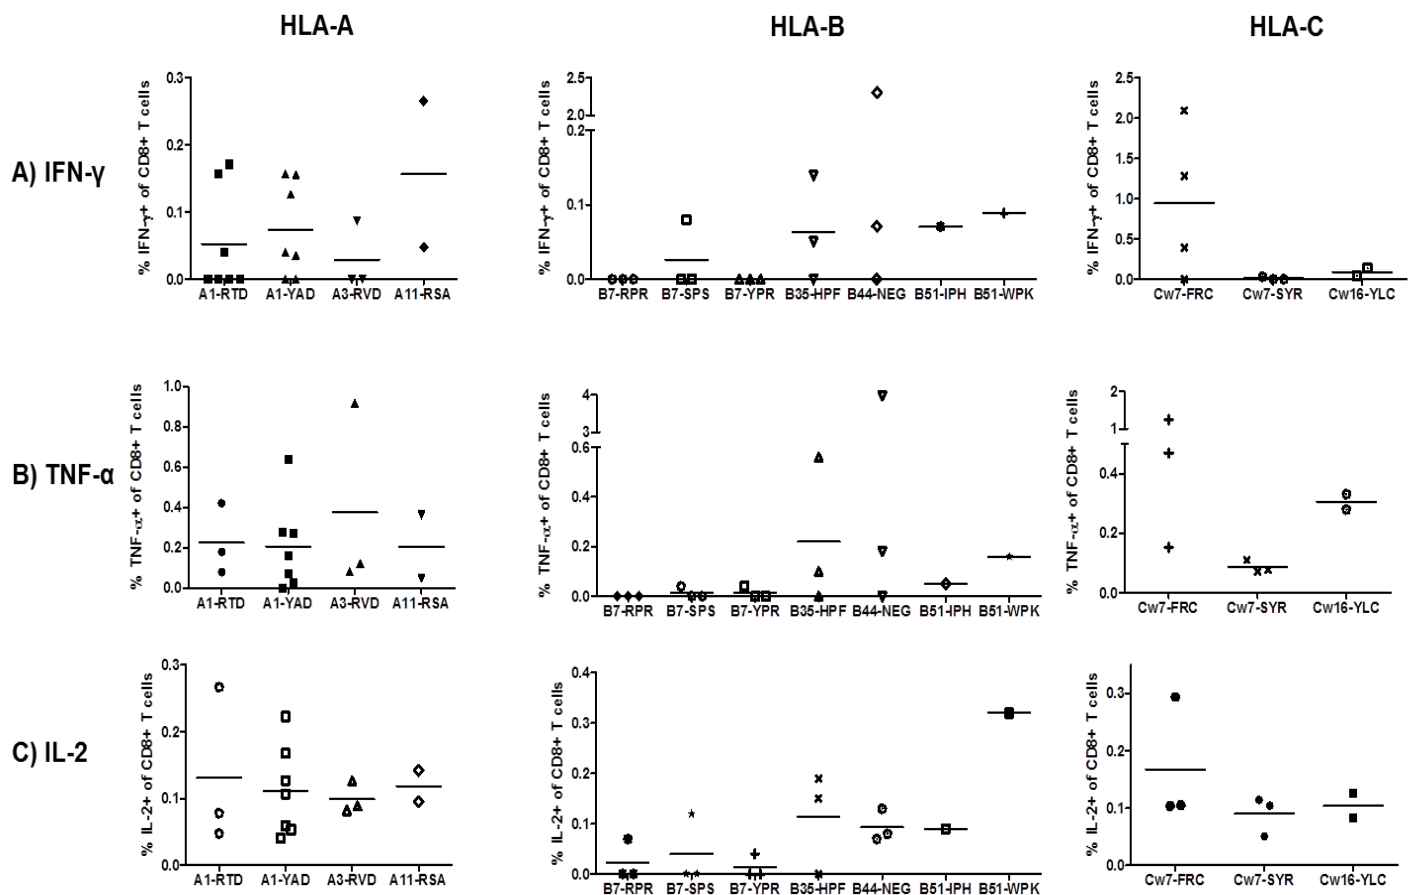 HLA-A
HLA-B
HLA-C
A) IFN-γ
% IFN-γ+ of CD8+ T cells
0.3
0.2
0.1
0.0
A1-RTD A1-YAD A3-RVD A11-RSA
% IFN-γ+ of CD8+ T cells
2.5
2.0
0.2
0.1
0.0
B7-RPR B7-SPS B7-YPR B35-HPF B44-NEG B51-IPH B51-WPK
% IFN-γ+ of CD8+ T cells
2.5
2.0
1.5
1.0
0.5
0.0
Cw7-FRC Cw7-SYR Cw16-YLC
B) TNF-α
% TNF-α+ of CD8+ T cells
1.0
0.8
0.6
0.4
0.2
0.0
A1-RTD A1-YAD A3-RVD A11-RSA
% TNF-α+ of CD8+ T cells
4
3
0.6
0.4
0.2
0.0
B7-RPR B7-SPS B7-YPR B35-HPF B44-NEG B51-IPH B51-WPK
% TNF-α+ of CD8+ T cells
2
1
0.4
0.2
0.0
Cw7-FRC Cw7-SYR Cw16-YLC
C) IL-2
% IL-2+ of CD8+ T cells
0.3
0.2
0.1
0.0
A1-RTD A1-YAD A3-RVD A11-RSA
% IL-2+ of CD8+ T cells
0.4
0.3
0.2
0.1
0.0
B7-RPR B7-SPS B7-YPR B35-HPF B44-NEG B51-IPH B51-WPK
% IL-2+ of CD8+ T cells
0.3
0.2
0.1
0.0
Cw7-FRC Cw7-SYR Cw16-YLC